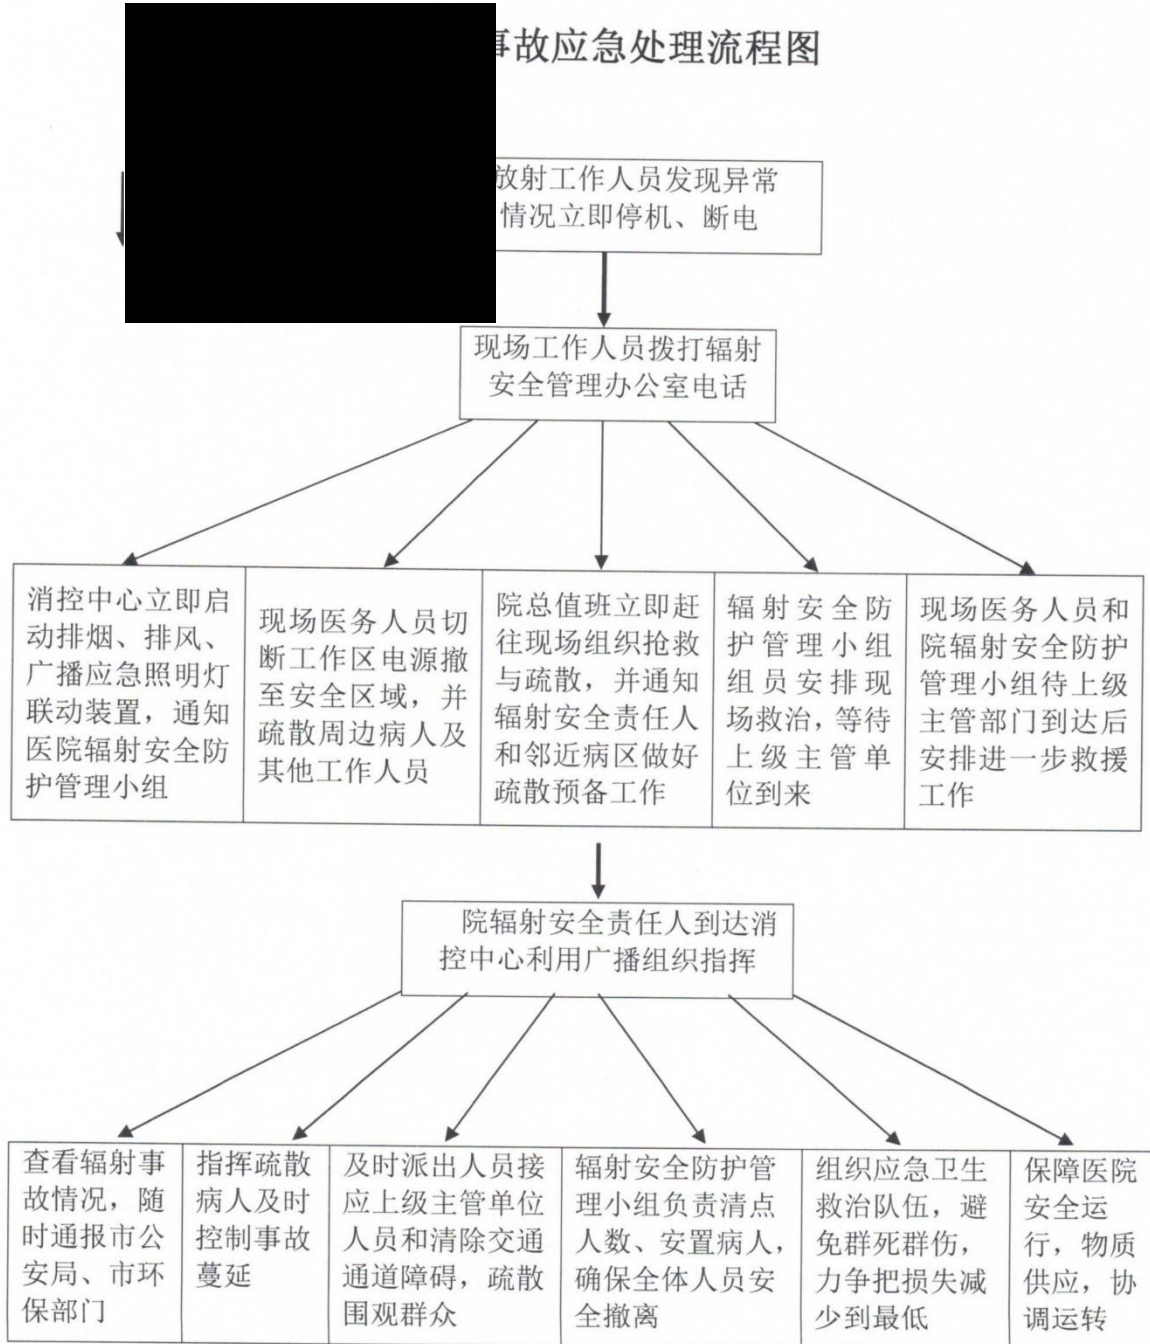 故应急处理流程图
放射工作人员发现异常
情况立即停机、断电
现场工作人员拨打辐射
安全管理办公室电话
消控中心立即启
动排烟、排风、
广播应急照明灯
联动装置，通知
医院辐射安全防
护管理小组
现场医务人员切
断工作区电源撤
至安全区域，并
疏散周边病人及
其他工作人员
院总值班立即赶
往现场组织抢救
与疏散，并通知
辐射安全责任人
和邻近病区做好
疏散预备工作
辐射安全防
护管理小组
组员安排现
场救治，等待
上级主管单
位到来
现场医务人员和
院辐射安全防护
管理小组待上级
主管部门到达后
安排进一步救援
工作
院辐射安全责任人到达消
控中心利用广播组织指挥
查看辐射事
故情况，随
时通报市公
安局、市环
保部门
指挥疏散
病人及时
控制事故
蔓延
及时派出人员接
应上级主管单位
人员和清除交通
通道障碍，疏散
围观群众
辐射安全防护管
理小组负责清点
人数、安置病人，
确保全体人员安
全撤离
组织应急卫生
救治队伍，避
免群死群伤，
力争把损失减
少到最低
保障医院
安全运
行，物质
供应，协
调运转